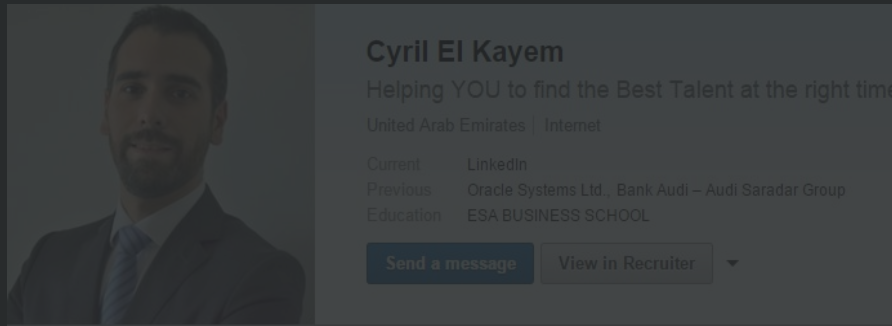 Cyril El Kayem
Helping YOU to find the Best Talent at the right time
United Arab Emirates Internet
Current LinkedIn
Previous Oracle Systems Ltd., Bank Audi – Audi Saradar Group
Education ESA BUSINESS SCHOOL
Send a message View in Recruiter